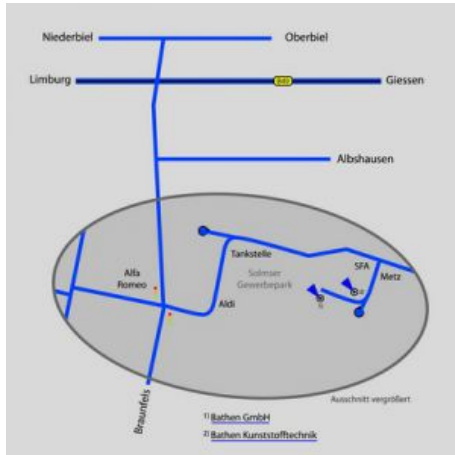 Niederbiel
Oberbiel
Limburg
Giessen
Albshausen
Tankstelle
SFA
Solmser
Gewerbepark
Metz
Alfa
Romeo
Aldi
Braunfels
Ausschnitt vergrößert
1) Bathen GmbH
2) Bathen Kunststofftechnik